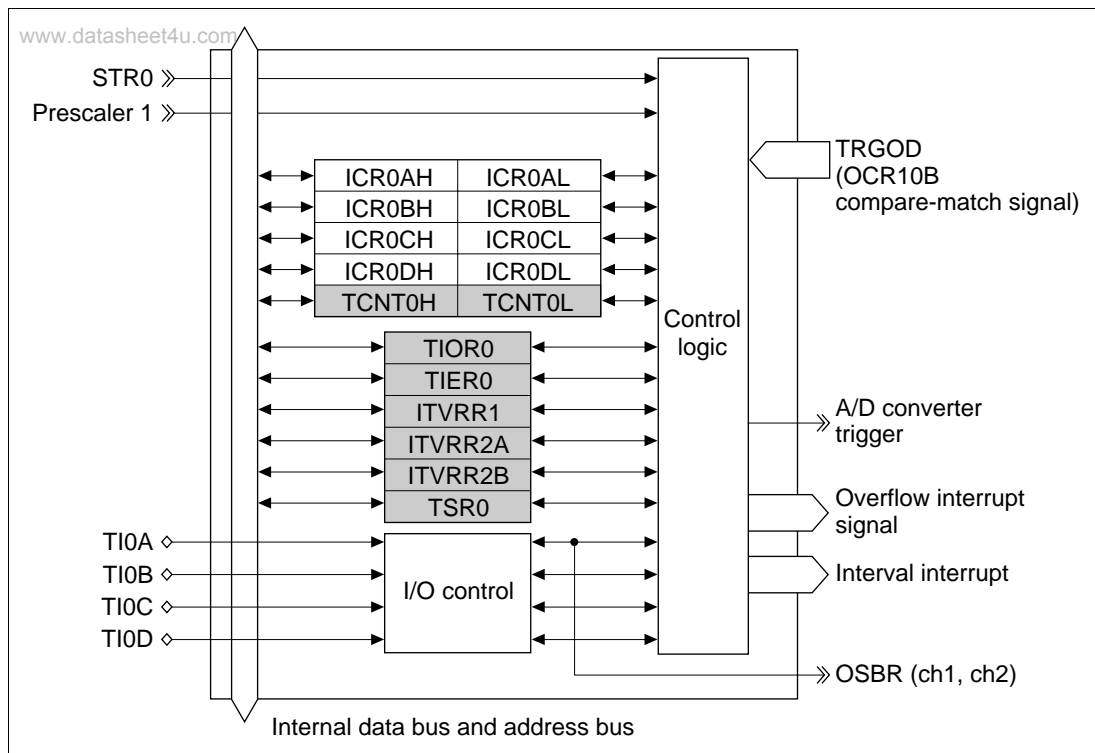 www.datasheet4u.com
STR0
Prescaler 1
TRGOD
(OCR10B
compare-match signal)
ICR0AH ICR0AL
ICR0BH ICR0BL
ICR0CH ICR0CL
ICR0DH ICR0DL
TCNT0H TCNT0L
Control
logic
TIOR0
TIER0
ITVRR1
ITVRR2A
ITVRR2B
TSR0
A/D converter
trigger
Overflow interrupt
signal
Interval interrupt
TI0A
TI0B
TI0C
TI0D
I/O control
OSBR (ch1, ch2)
Internal data bus and address bus